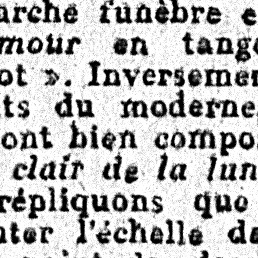 arche funèbre e
mour en tang
ot ». Inversemen
ts du moderne
ont bien compo
clair de la lun
répliquons que
nter l'échelle de